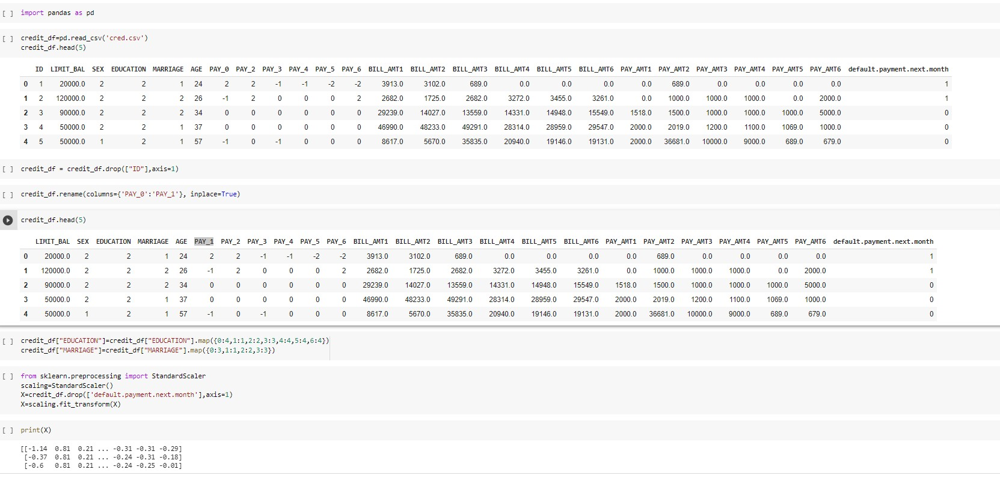 [ ] import pandas as pd
[ ] credit_df=pd.read_csv('cred.csv')
credit_df.head(5)
ID LIMIT_BAL SEX EDUCATION MARRIAGE AGE PAY_0 PAY_2 PAY_3 PAY_4 PAY_5 PAY_6 BILL_AMT1 BILL_AMT2 BILL_AMT3 BILL_AMT4 BILL_AMT5 BILL_AMT6 PAY_AMT1 PAY_AMT2 PAY_AMT3 PAY_AMT4 PAY_AMT5 PAY_AMT6 default.payment.next.month
0 1 20000.0 2 2 1 24 2 2 -1 -1 -2 -2 3913.0 3102.0 689.0 0.0 0.0 0.0 0.0 689.0 0.0 0.0 0.0 0.0 1
1 2 120000.0 2 2 2 26 -1 2 0 0 0 2 2682.0 1725.0 2682.0 3272.0 3455.0 3261.0 0.0 1000.0 1000.0 1000.0 0.0 2000.0 1
2 3 90000.0 2 2 2 34 0 0 0 0 0 0 29239.0 14027.0 13559.0 14331.0 14948.0 15549.0 1518.0 1500.0 1000.0 1000.0 1000.0 5000.0 0
3 4 50000.0 2 2 1 37 0 0 0 0 0 0 46990.0 48233.0 49291.0 28314.0 28959.0 29547.0 2000.0 2019.0 1200.0 1100.0 1069.0 1000.0 0
4 5 50000.0 1 2 1 57 -1 0 -1 0 0 0 8617.0 5670.0 35835.0 20940.0 19146.0 19131.0 2000.0 36681.0 10000.0 9000.0 689.0 679.0 0
[ ] credit_df = credit_df.drop(["ID"],axis=1)
[ ] credit_df.rename(columns={'PAY_0':'PAY_1'}, inplace=True)
credit_df.head(5)
LIMIT_BAL SEX EDUCATION MARRIAGE AGE PAY_1 PAY_2 PAY_3 PAY_4 PAY_5 PAY_6 BILL_AMT1 BILL_AMT2 BILL_AMT3 BILL_AMT4 BILL_AMT5 BILL_AMT6 PAY_AMT1 PAY_AMT2 PAY_AMT3 PAY_AMT4 PAY_AMT5 PAY_AMT6 default.payment.next.month
0 20000.0 2 2 1 24 2 2 -1 -1 -2 -2 3913.0 3102.0 689.0 0.0 0.0 0.0 0.0 689.0 0.0 0.0 0.0 0.0 1
1 120000.0 2 2 2 26 -1 2 0 0 0 2 2682.0 1725.0 2682.0 3272.0 3455.0 3261.0 0.0 1000.0 1000.0 1000.0 0.0 2000.0 1
2 90000.0 2 2 2 34 0 0 0 0 0 0 29239.0 14027.0 13559.0 14331.0 14948.0 15549.0 1518.0 1500.0 1000.0 1000.0 1000.0 5000.0 0
3 50000.0 2 2 1 37 0 0 0 0 0 0 46990.0 48233.0 49291.0 28314.0 28959.0 29547.0 2000.0 2019.0 1200.0 1100.0 1069.0 1000.0 0
4 50000.0 1 2 1 57 -1 0 -1 0 0 0 8617.0 5670.0 35835.0 20940.0 19146.0 19131.0 2000.0 36681.0 10000.0 9000.0 689.0 679.0 0
[ ] credit_df["EDUCATION"]=credit_df["EDUCATION"].map({0:4,1:1,2:2,3:3,4:4,5:4,6:4})
credit_df["MARRIAGE"]=credit_df["MARRIAGE"].map({0:3,1:1,2:2,3:3})
[ ] from sklearn.preprocessing import StandardScaler
scaling=StandardScaler()
X=credit_df.drop(['default.payment.next.month'],axis=1)
X=scaling.fit_transform(X)
[ ] print(X)
[[-1.14 0.81 0.21 ... -0.31 -0.31 -0.29]
[-0.37 0.81 0.21 ... -0.24 -0.31 -0.18]
[-0.6 0.81 0.21 ... -0.24 -0.25 -0.01]